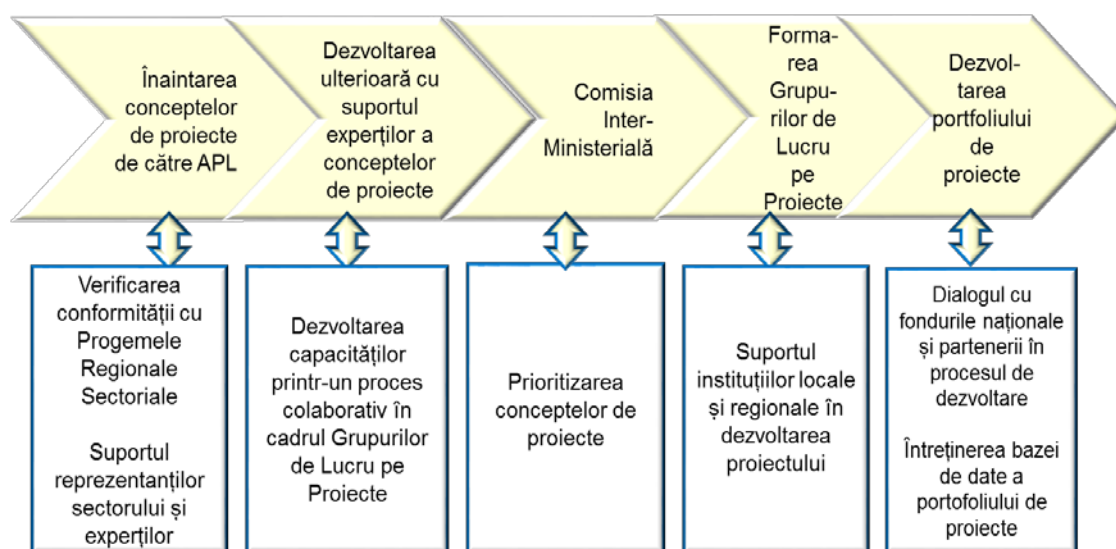 Înaintarea
conceptelor
de proiecte
de către APL
Dezvoltarea
ulterioară cu
suportul
experților a
conceptelor
de proiecte
Comisia
Inter-
Ministerială
Forma-
rea
Grupu-
rilor de
Lucru
pe
Proiecte
Dezvol-
tarea
portfoliului
de
proiecte
Verificarea
conformității cu
Progemele
Regionale
Sectoriale
Suportul
reprezentanților
sectorului și
experților
Dezvoltarea
capacităților
printr-un proces
colaborativ în
cadrul Grupurilor
de Lucru pe
Proiecte
Prioritizarea
conceptelor de
proiecte
Suportul
instituțiilor locale
și regionale în
dezvoltarea
proiectului
Dialogul cu
fondurile naționale
și partenerii în
procesul de
dezvoltare
Întreținerea bazei
de date a
portofoliului de
proiecte